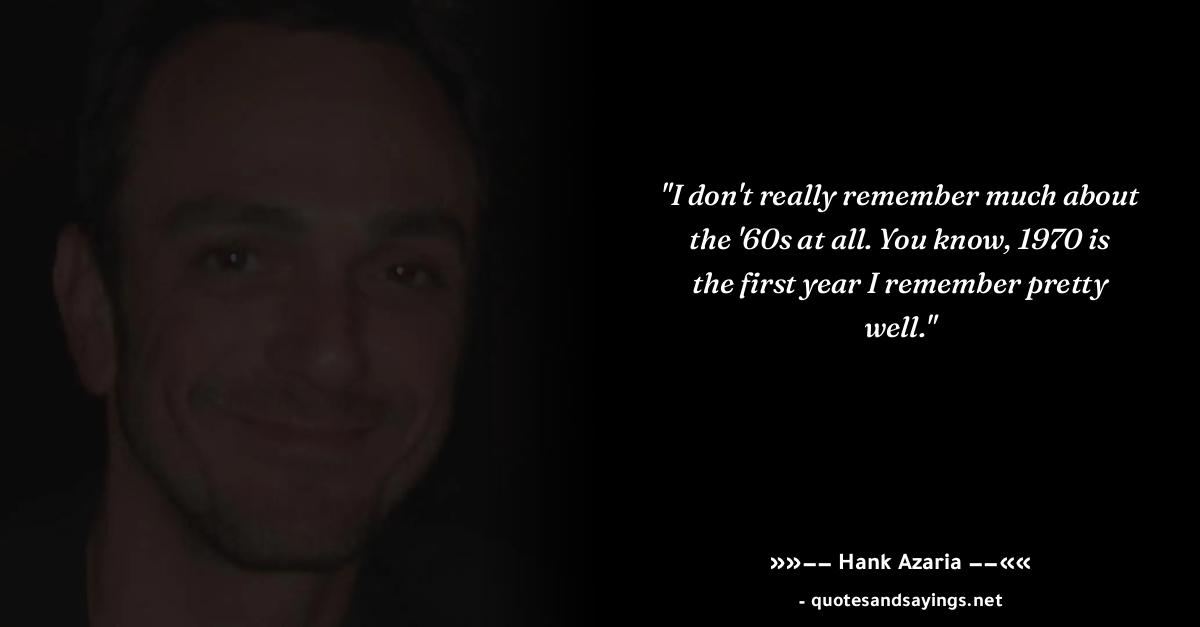 "I don't really remember much about
the '60s at all. You know, 1970 is
the first year I remember pretty
well."
»»−− Hank Azaria −−««
- quotesandsayings.net